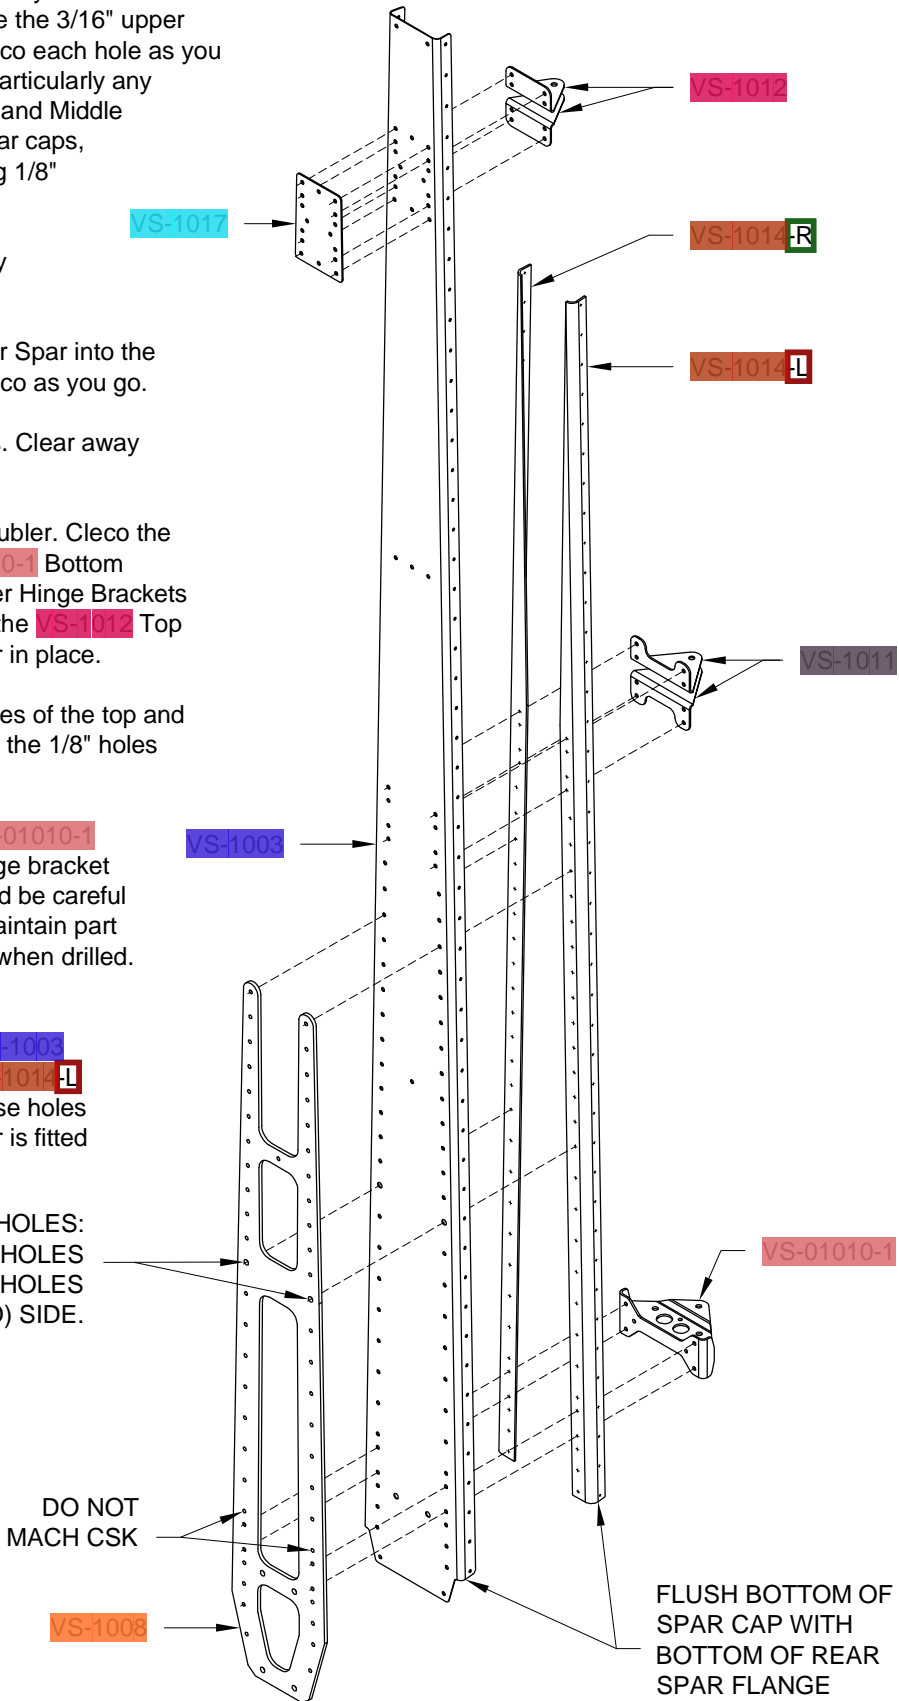 e the 3/16" upper
co each hole as you
articularly any
and Middle
ar caps,
g 1/8"
VS-1012
VS-1017
VS-1014-R
y
r Spar into the
co as you go.
VS-1014-L
s. Clear away
ubler. Cleco the
0-1 Bottom
er Hinge Brackets
the VS-1012 Top
r in place.
VS-1011
es of the top and
the 1/8" holes
-01010-1
VS-1003
ge bracket
d be careful
aintain part
when drilled.
-1003
-1014-L
se holes
r is fitted
HOLES:
HOLES
HOLES
D) SIDE.
VS-01010-1
DO NOT
MACH CSK
VS-1008
FLUSH BOTTOM OF
SPAR CAP WITH
BOTTOM OF REAR
SPAR FLANGE